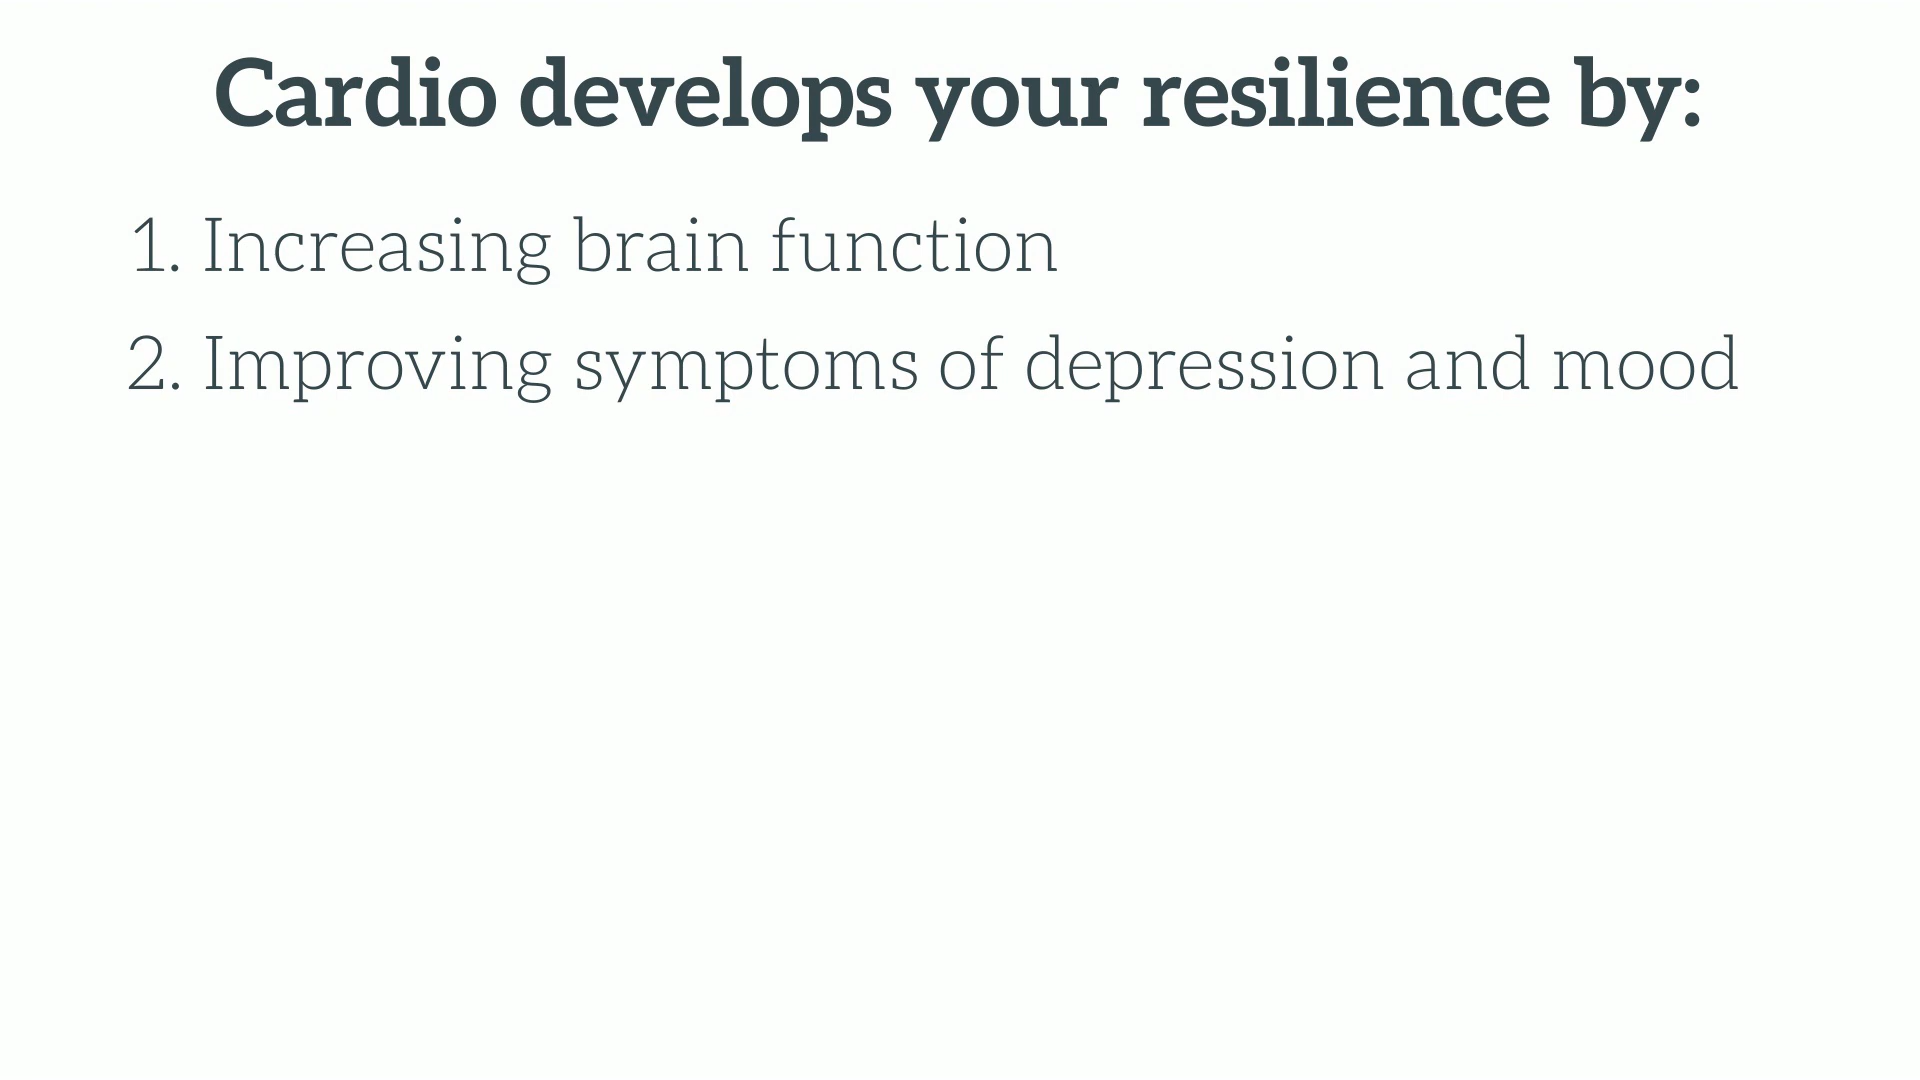 Cardio develops your resilience by:
1. Increasing brain function
2. Improving symptoms of depression and mood